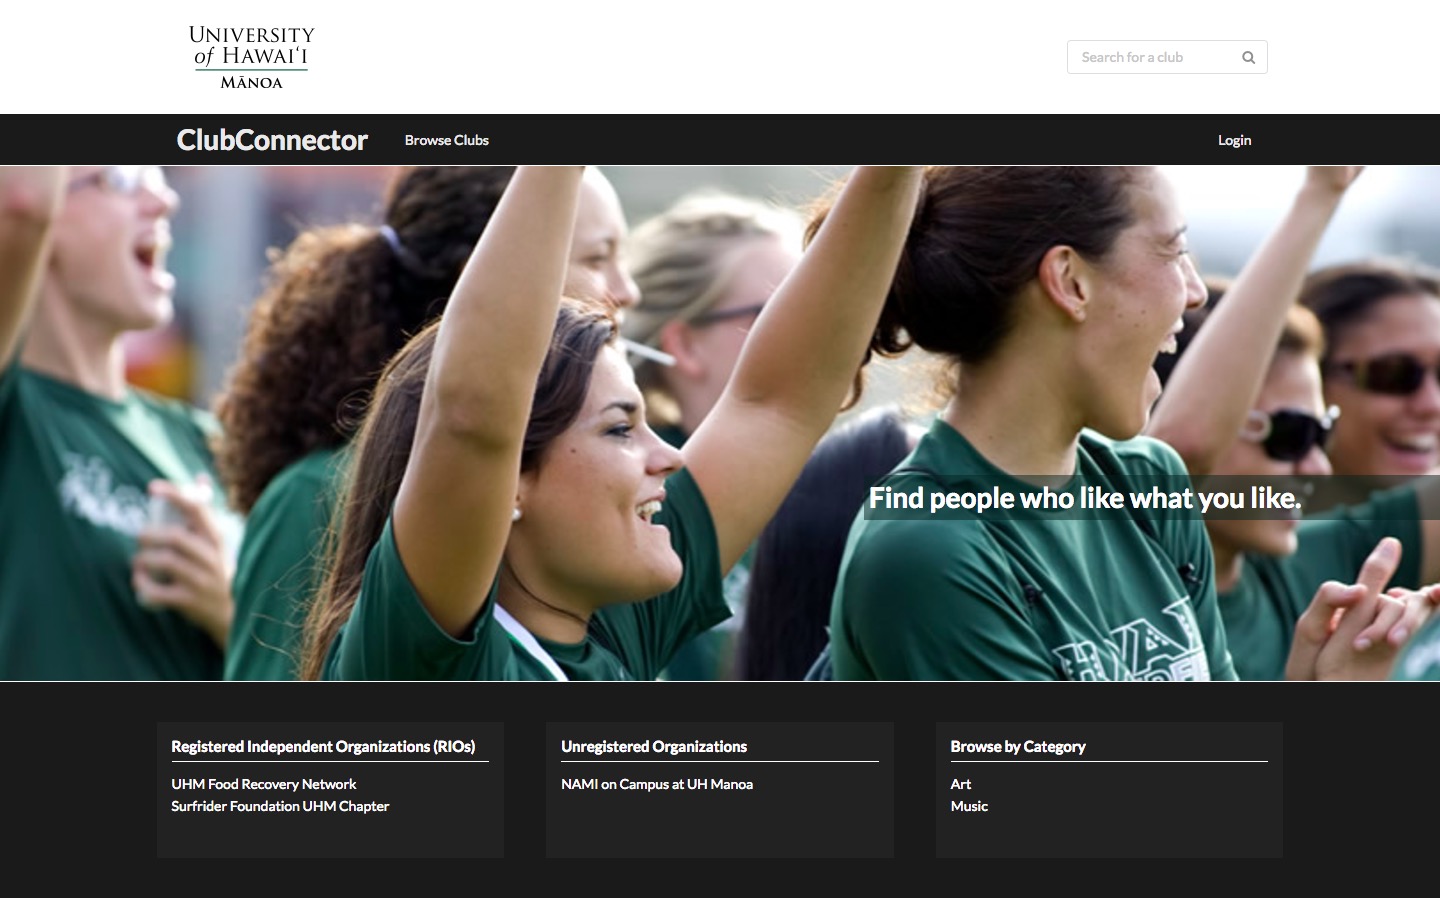 UNIVERSITY
of HAWAIʻI
MĀNOA
Search for a club
ClubConnector
Browse Clubs
Login
Find people who like what you like.
Registered Independent Organizations (RIOs)
UHM Food Recovery Network
Surfrider Foundation UHM Chapter
Unregistered Organizations
NAMI on Campus at UH Manoa
Browse by Category
Art
Music